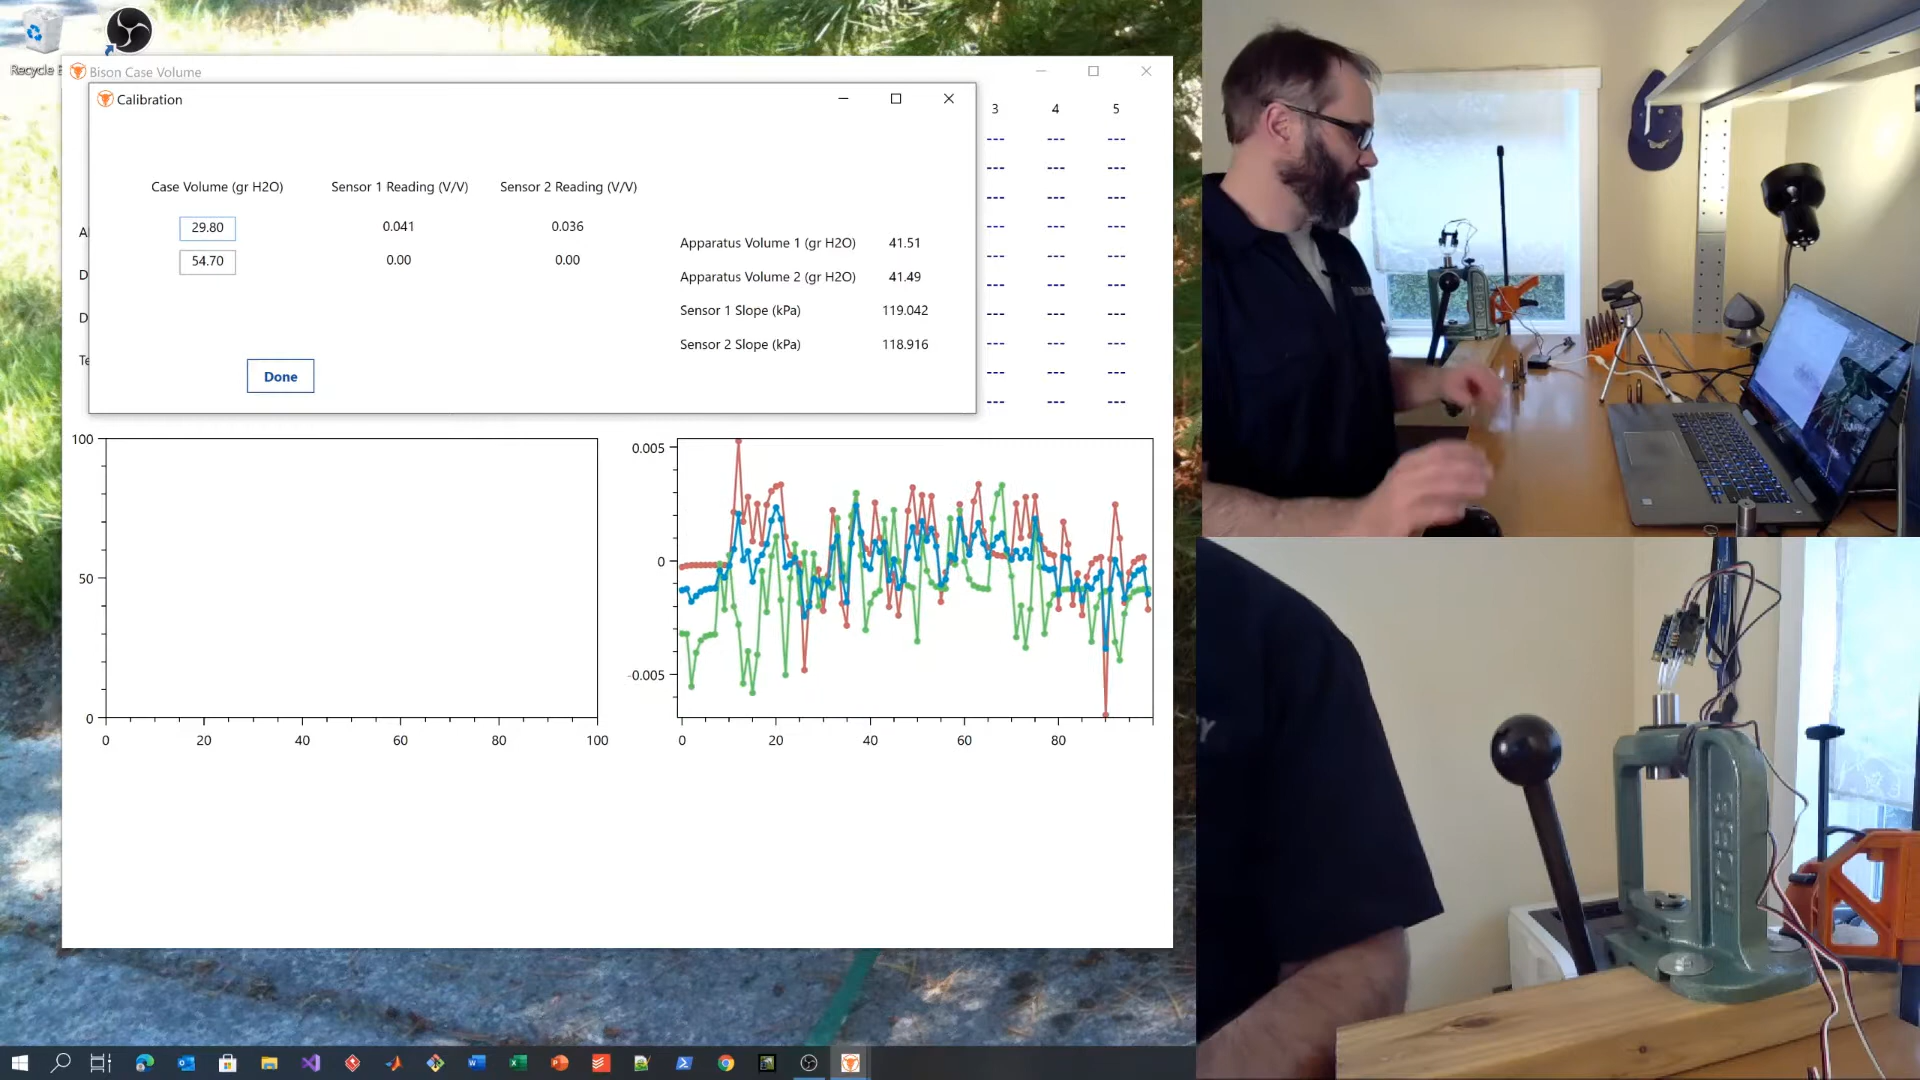 Recycle
Bison Case Volume
Calibration
3 4 5
--- --- ---
--- --- ---
--- --- ---
--- --- ---
--- --- ---
--- --- ---
--- --- ---
--- --- ---
--- --- ---
--- --- ---
Case Volume (gr H2O) Sensor 1 Reading (V/V) Sensor 2 Reading (V/V)
29.80 0.041 0.036
54.70 0.00 0.00
Apparatus Volume 1 (gr H2O) 41.51
Apparatus Volume 2 (gr H2O) 41.49
Sensor 1 Slope (kPa) 119.042
Sensor 2 Slope (kPa) 118.916
D
D
Te
Done
100
50
0
0 20 40 60 80 100
0.005
0
-0.005
0 20 40 60 80
RCBS